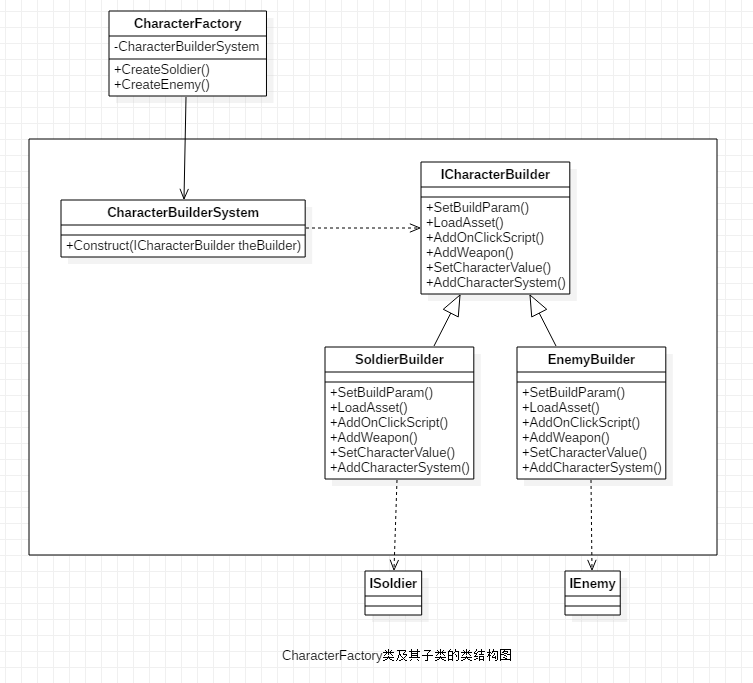 CharacterFactory
-CharacterBuilderSystem
+CreateSoldier()
+CreateEnemy()
ICharacterBuilder
+SetBuildParam()
+LoadAsset()
+AddOnClickScript()
+AddWeapon()
+SetCharacterValue()
+AddCharacterSystem()
CharacterBuilderSystem
+Construct(ICharacterBuilder theBuilder)
SoldierBuilder
+SetBuildParam()
+LoadAsset()
+AddOnClickScript()
+AddWeapon()
+SetCharacterValue()
+AddCharacterSystem()
EnemyBuilder
+SetBuildParam()
+LoadAsset()
+AddOnClickScript()
+AddWeapon()
+SetCharacterValue()
+AddCharacterSystem()
ISoldier
IEnemy
CharacterFactory类及其子类的类结构图